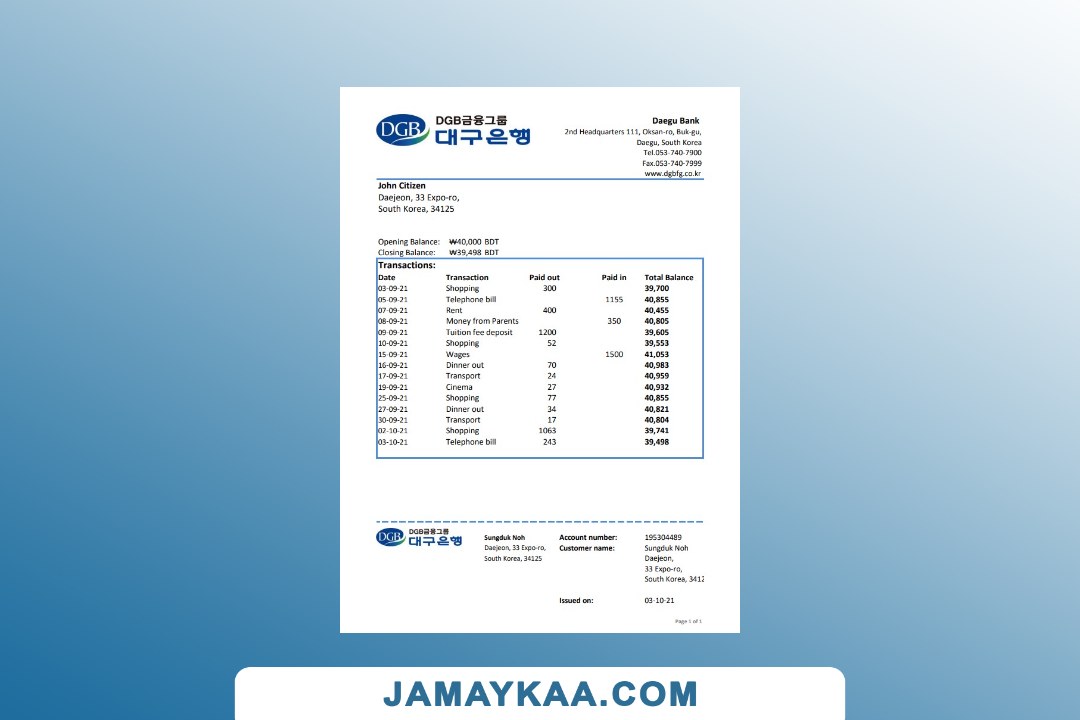 DGB
DGB금융그룹
대구은행
Daegu Bank
2nd Headquarters 111, Oksan-ro, Buk-gu,
Daegu, South Korea
Tel.053-740-7900
Fax.053-740-7999
www.dgbfg.co.kr
John Citizen
Daejeon, 33 Expo-ro,
South Korea, 34125
Opening Balance: ₩40,000 BDT
Closing Balance: ₩39,498 BDT
Transactions:
Date Transaction Paid out Paid in Total Balance
03-09-21 Shopping 300 39,700
05-09-21 Telephone bill 1155 40,855
07-09-21 Rent 400 40,455
08-09-21 Money from Parents 350 40,805
09-09-21 Tuition fee deposit 1200 39,605
10-09-21 Shopping 52 39,553
15-09-21 Wages 1500 41,053
16-09-21 Dinner out 70 40,983
17-09-21 Transport 24 40,959
19-09-21 Cinema 27 40,932
25-09-21 Shopping 77 40,855
27-09-21 Dinner out 34 40,821
30-09-21 Transport 17 40,804
02-10-21 Shopping 1063 39,741
03-10-21 Telephone bill 243 39,498
DGB
DGB금융그룹
대구은행
Sungduk Noh
Daejeon, 33 Expo-ro,
South Korea, 34125
Account number: 195304489
Customer name: Sungduk Noh
Daejeon,
33 Expo-ro,
South Korea, 3412
Issued on: 03-10-21
Page 1 of 1
JAMAYKAA.COM